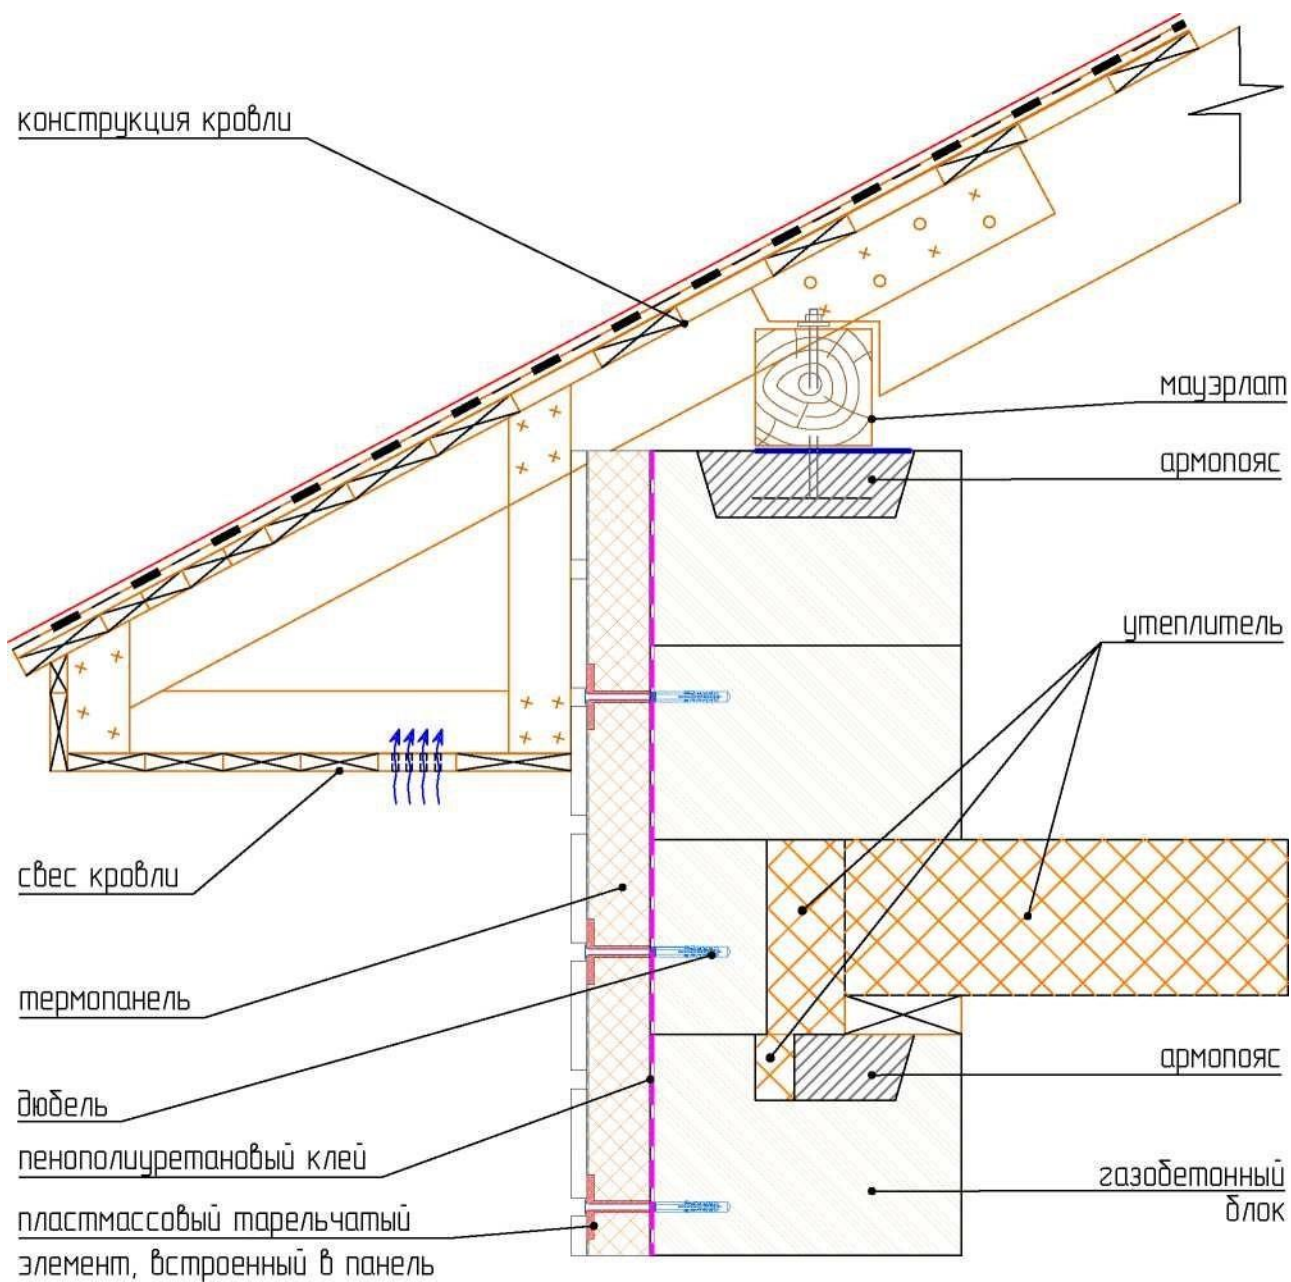 конструкция кровли
мауэрлат
армопояс
утеплитель
свес кровли
термопанель
армопояс
дюбель
пенополиуретановый клей
газобетонный
блок
пластмассовый тарельчатый
элемент, встроенный в панель